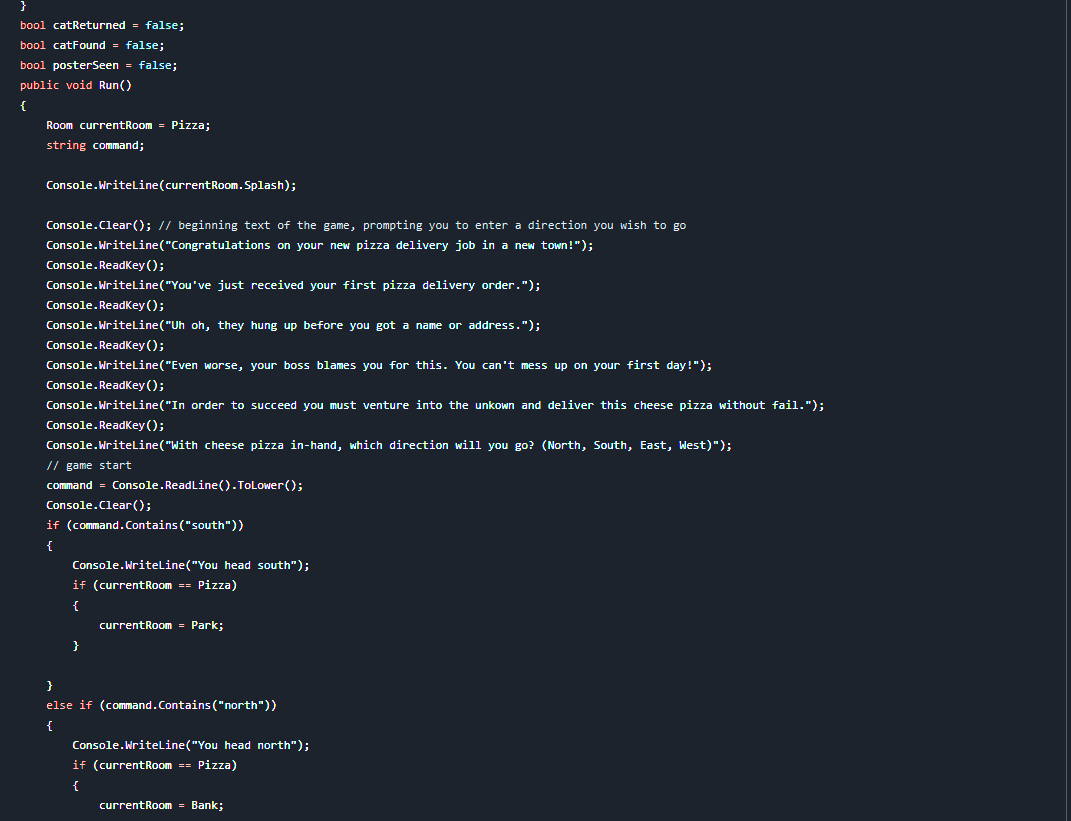 }
bool catReturned = false;
bool catFound = false;
bool posterSeen = false;
public void Run()
{
Room currentRoom = Pizza;
string command;
Console.WriteLine(currentRoom.Splash);
Console.Clear(); // beginning text of the game, prompting you to enter a direction you wish to go
Console.WriteLine("Congratulations on your new pizza delivery job in a new town!");
Console.ReadKey();
Console.WriteLine("You've just received your first pizza delivery order.");
Console.ReadKey();
Console.WriteLine("Uh oh, they hung up before you got a name or address.");
Console.ReadKey();
Console.WriteLine("Even worse, your boss blames you for this. You can't mess up on your first day!");
Console.ReadKey();
Console.WriteLine("In order to succeed you must venture into the unkown and deliver this cheese pizza without fail.");
Console.ReadKey();
Console.WriteLine("With cheese pizza in-hand, which direction will you go? (North, South, East, West)");
// game start
command = Console.ReadLine().ToLower();
Console.Clear();
if (command.Contains("south"))
{
Console.WriteLine("You head south");
if (currentRoom == Pizza)
{
currentRoom = Park;
}
}
else if (command.Contains("north"))
{
Console.WriteLine("You head north");
if (currentRoom == Pizza)
{
currentRoom = Bank;